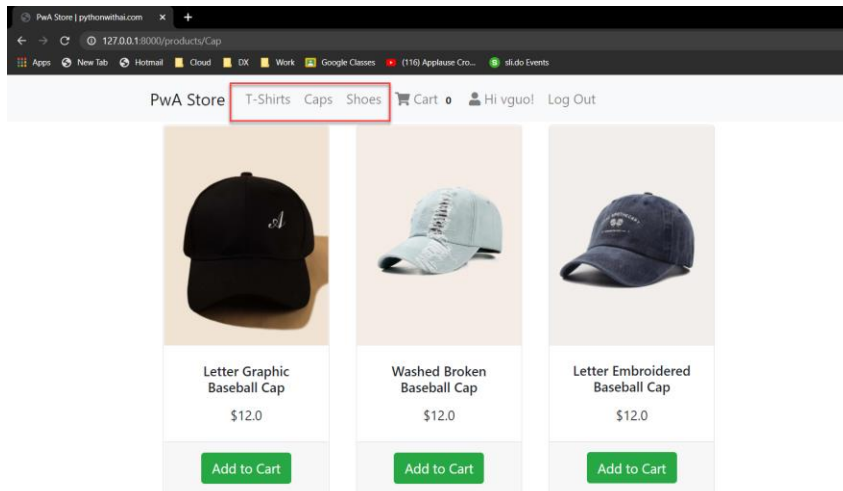 PwA Store | pythonwithai.com
127.0.0.1:8000/products/Cap
Apps New Tab Hotmail Cloud DX Work Google Classes (116) Applause Cro... sli.do Events
PwA Store T-Shirts Caps Shoes Cart 0 Hi vguo! Log Out
A
Letter Graphic
Baseball Cap
$12.0
Add to Cart
Washed Broken
Baseball Cap
$12.0
Add to Cart
Letter Embroidered
Baseball Cap
$12.0
Add to Cart